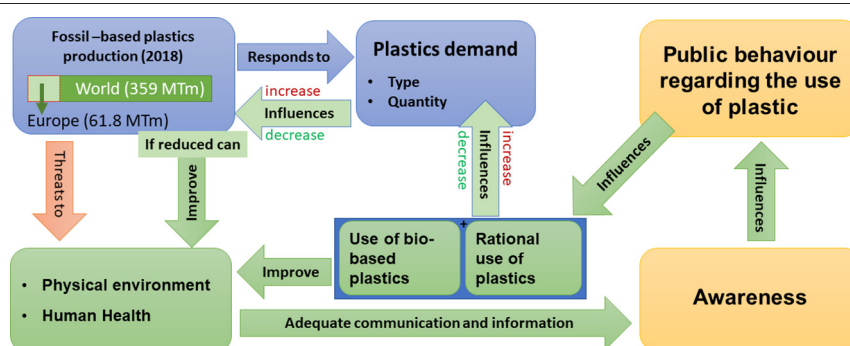 Fossil –based plastics
production (2018)
World (359 MTm)
Europe (61.8 MTm)
Responds to
increase
Influences
decrease
Plastics demand
• Type
• Quantity
Public behaviour
regarding the use
of plastic
If reduced can
Threats to
Improve
decrease
Influences
increase
Influences
Influences
• Physical environment
• Human Health
Improve
+
Use of bio-
based
plastics
Rational
use of
plastics
Adequate communication and information
Awareness